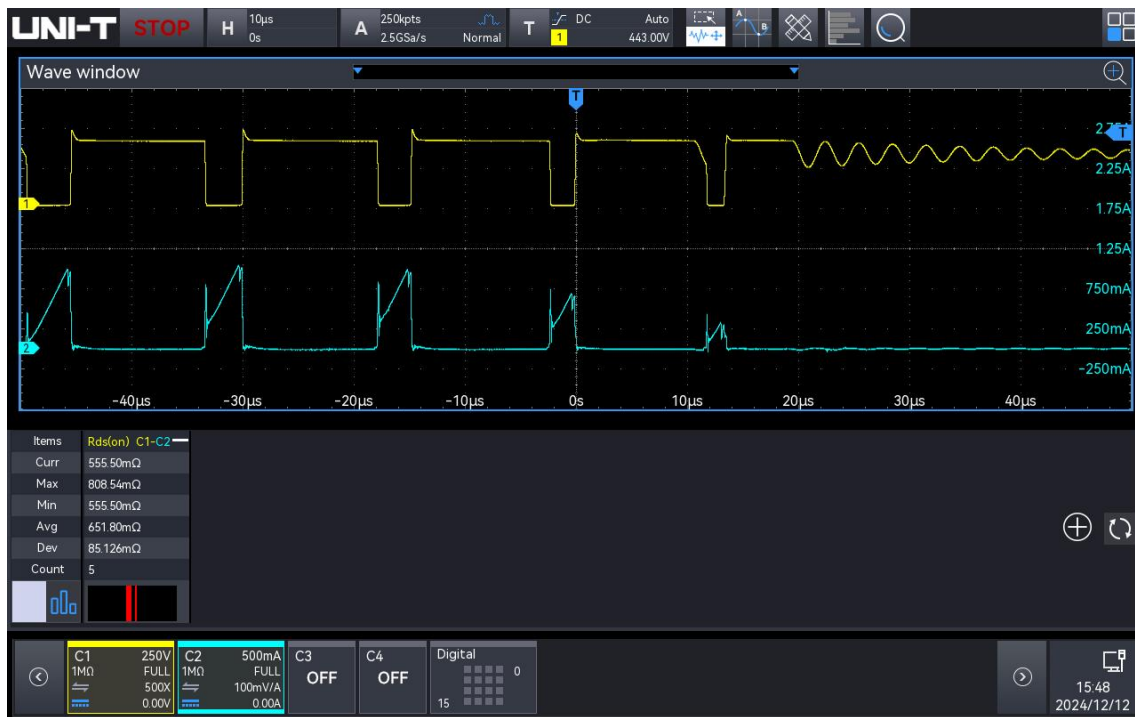 UNI-T STOP H 10μs 0s A 250kpts 2.5GSa/s Normal T DC 1 Auto 443.00V A B
Wave window
T
2.75 T
2.25A
1
1.75A
1.25A
750mA
250mA
2
-250mA
-40μs -30μs -20μs -10μs 0s 10μs 20μs 30μs 40μs
Items Rds(on) C1-C2
Curr 555.50mΩ
Max 808.54mΩ
Min 555.50mΩ
Avg 651.80mΩ
Dev 85.126mΩ
Count 5
C1 250V C2 500mA C3 C4 Digital
1MΩ FULL 1MΩ FULL OFF OFF 0
500X 100mV/A
0.00V 0.00A 15
15:48
2024/12/12